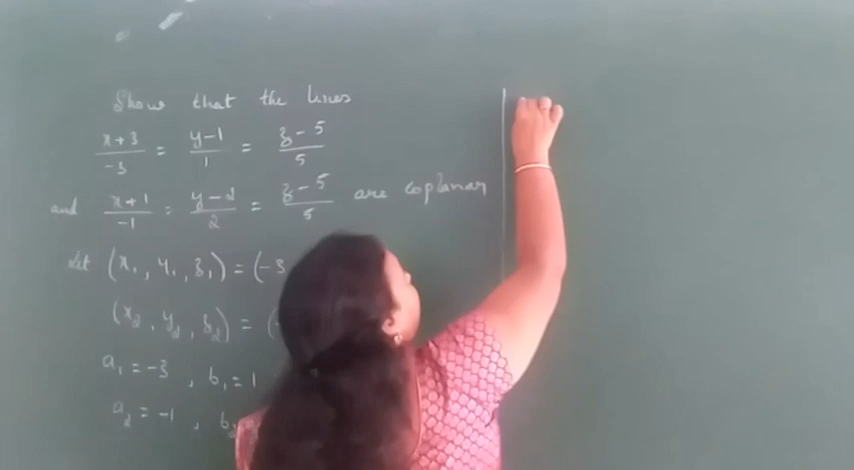 Show that the lines
x+3/-3 = y-1/1 = z-5/5
and x+1/-1 = y-2/2 = z-5/5 are coplanar
Let (x₁, y₁, z₁) = (-3
(x₂, y₂, z₂) = (-
a₁ = -3, b₁ = 1
a₂ = -1, b₂